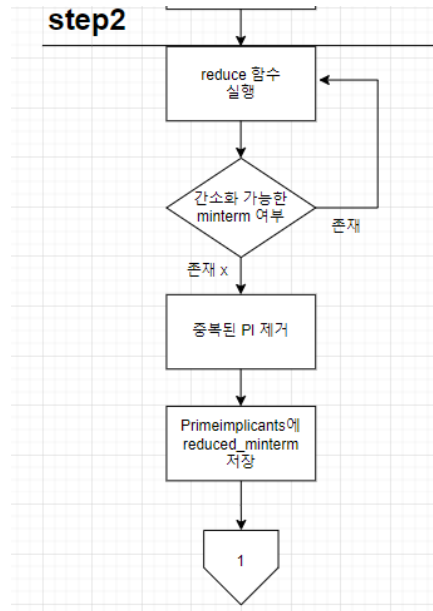 step2
reduce 함수
실행
간소화 가능한
minterm 여부
존재
존재 x
중복된 PI 제거
Primeimplicants에
reduced_minterm
저장
1